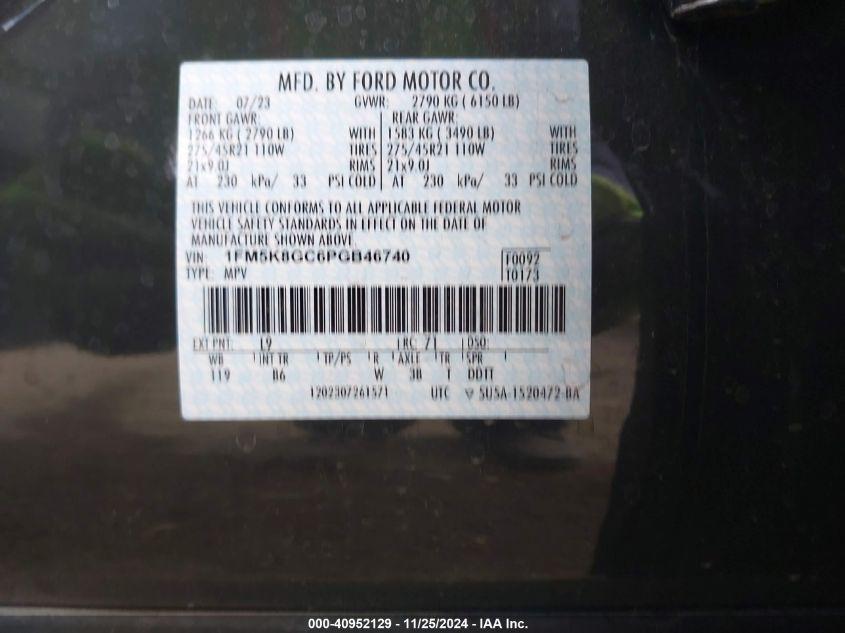 MFD. BY FORD MOTOR CO.
DATE: 07/23 GVWR: 2790 KG ( 6150 LB)
FRONT GAWR: REAR GAWR:
1266 KG ( 2790 LB) WITH 1583 KG ( 3490 LB) WITH
275/45R21 110W TIRES 275/45R21 110W TIRES
21x9.0J RIMS 21x9.0J RIMS
AT 230 kPa/ 33 PSI COLD AT 230 kPa/ 33 PSI COLD
THIS VEHICLE CONFORMS TO ALL APPLICABLE FEDERAL MOTOR
VEHICLE SAFETY STANDARDS IN EFFECT ON THE DATE OF
MANUFACTURE SHOWN ABOVE.
VIN: 1FM5K8GC6PGB46740 F0092
TYPE: MPV T0173
EXT PNT: L9 RC: 71 DSO:
WB INT TR TP/PS R AXLE TR SPR
119 B6 W 38 T DDTT
1202307261571 UTC ▽ 5U5A-1520472-BA
000-40952129 - 11/25/2024 - IAA Inc.